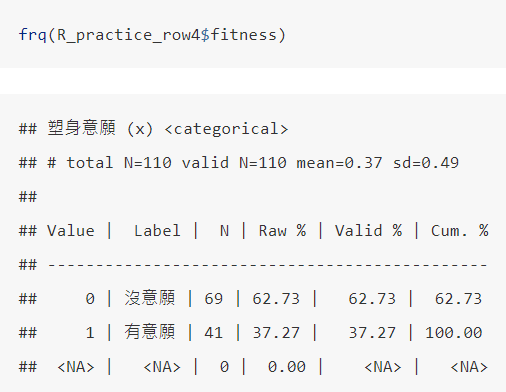 frq(R_practice_row4$fitness)
## 塑身意願 (x) <categorical>
## # total N=110 valid N=110 mean=0.37 sd=0.49
##
## Value |  Label |  N | Raw % | Valid % | Cum. %
## ----------------------------------------------
##     0 | 沒意願 | 69 | 62.73 |   62.73 |  62.73
##     1 | 有意願 | 41 | 37.27 |   37.27 | 100.00
##  <NA> |   <NA> |  0 |  0.00 |    <NA> |   <NA>